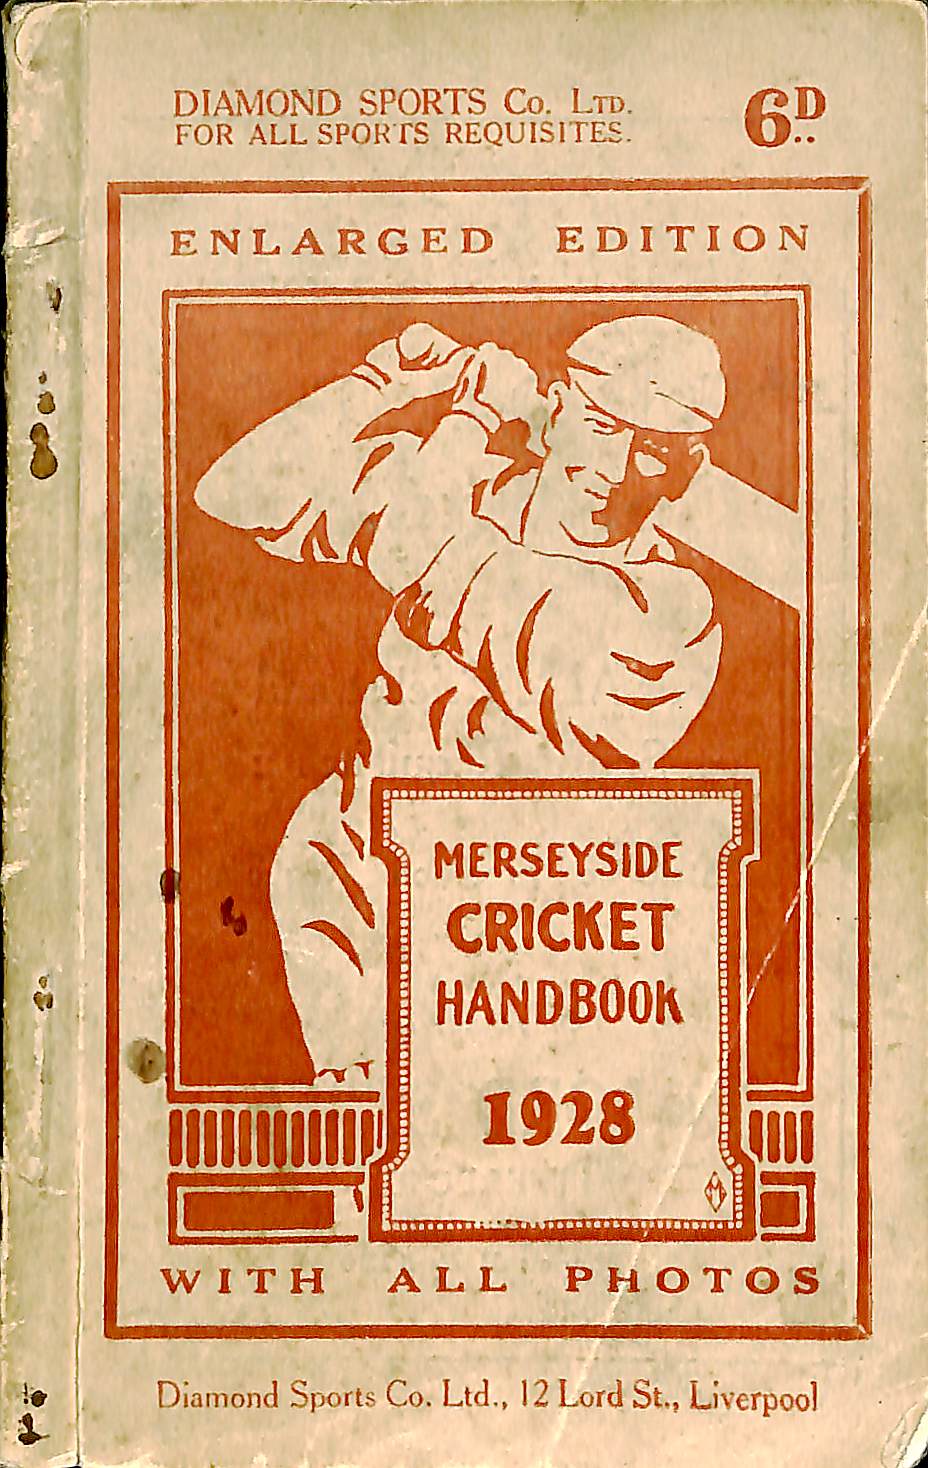 DIAMOND SPORTS Co. LTD.
FOR ALL SPORTS REQUISITES.
6D..
ENLARGED EDITION
MERSEYSIDE
CRICKET
HANDBOOK
1928
WITH ALL PHOTOS
Diamond Sports Co. Ltd., 12 Lord St., Liverpool